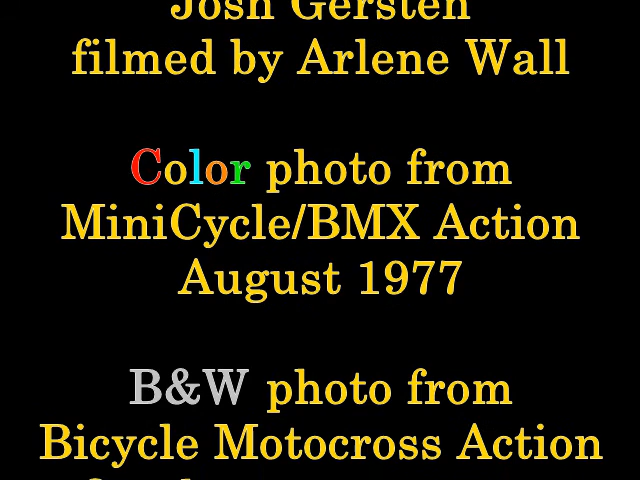 Josh Gersten
filmed by Arlene Wall
Color photo from
MiniCycle/BMX Action
August 1977
B&W photo from
Bicycle Motocross Action